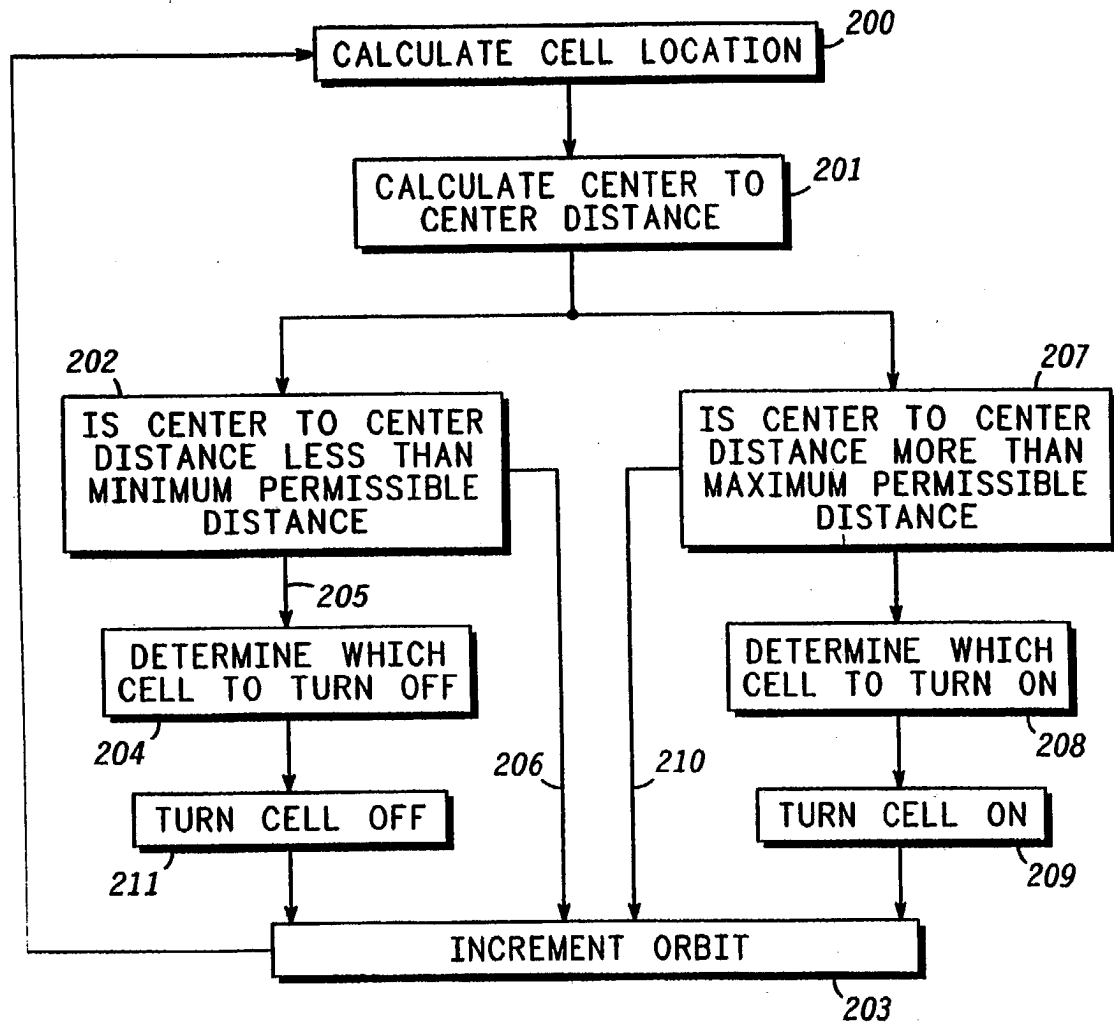 200
CALCULATE CELL LOCATION
CALCULATE CENTER TO
CENTER DISTANCE
201
202
IS CENTER TO CENTER
DISTANCE LESS THAN
MINIMUM PERMISSIBLE
DISTANCE
207
IS CENTER TO CENTER
DISTANCE MORE THAN
MAXIMUM PERMISSIBLE
DISTANCE
205
DETERMINE WHICH
CELL TO TURN OFF
204
DETERMINE WHICH
CELL TO TURN ON
208
206
210
TURN CELL OFF
211
TURN CELL ON
209
INCREMENT ORBIT
203